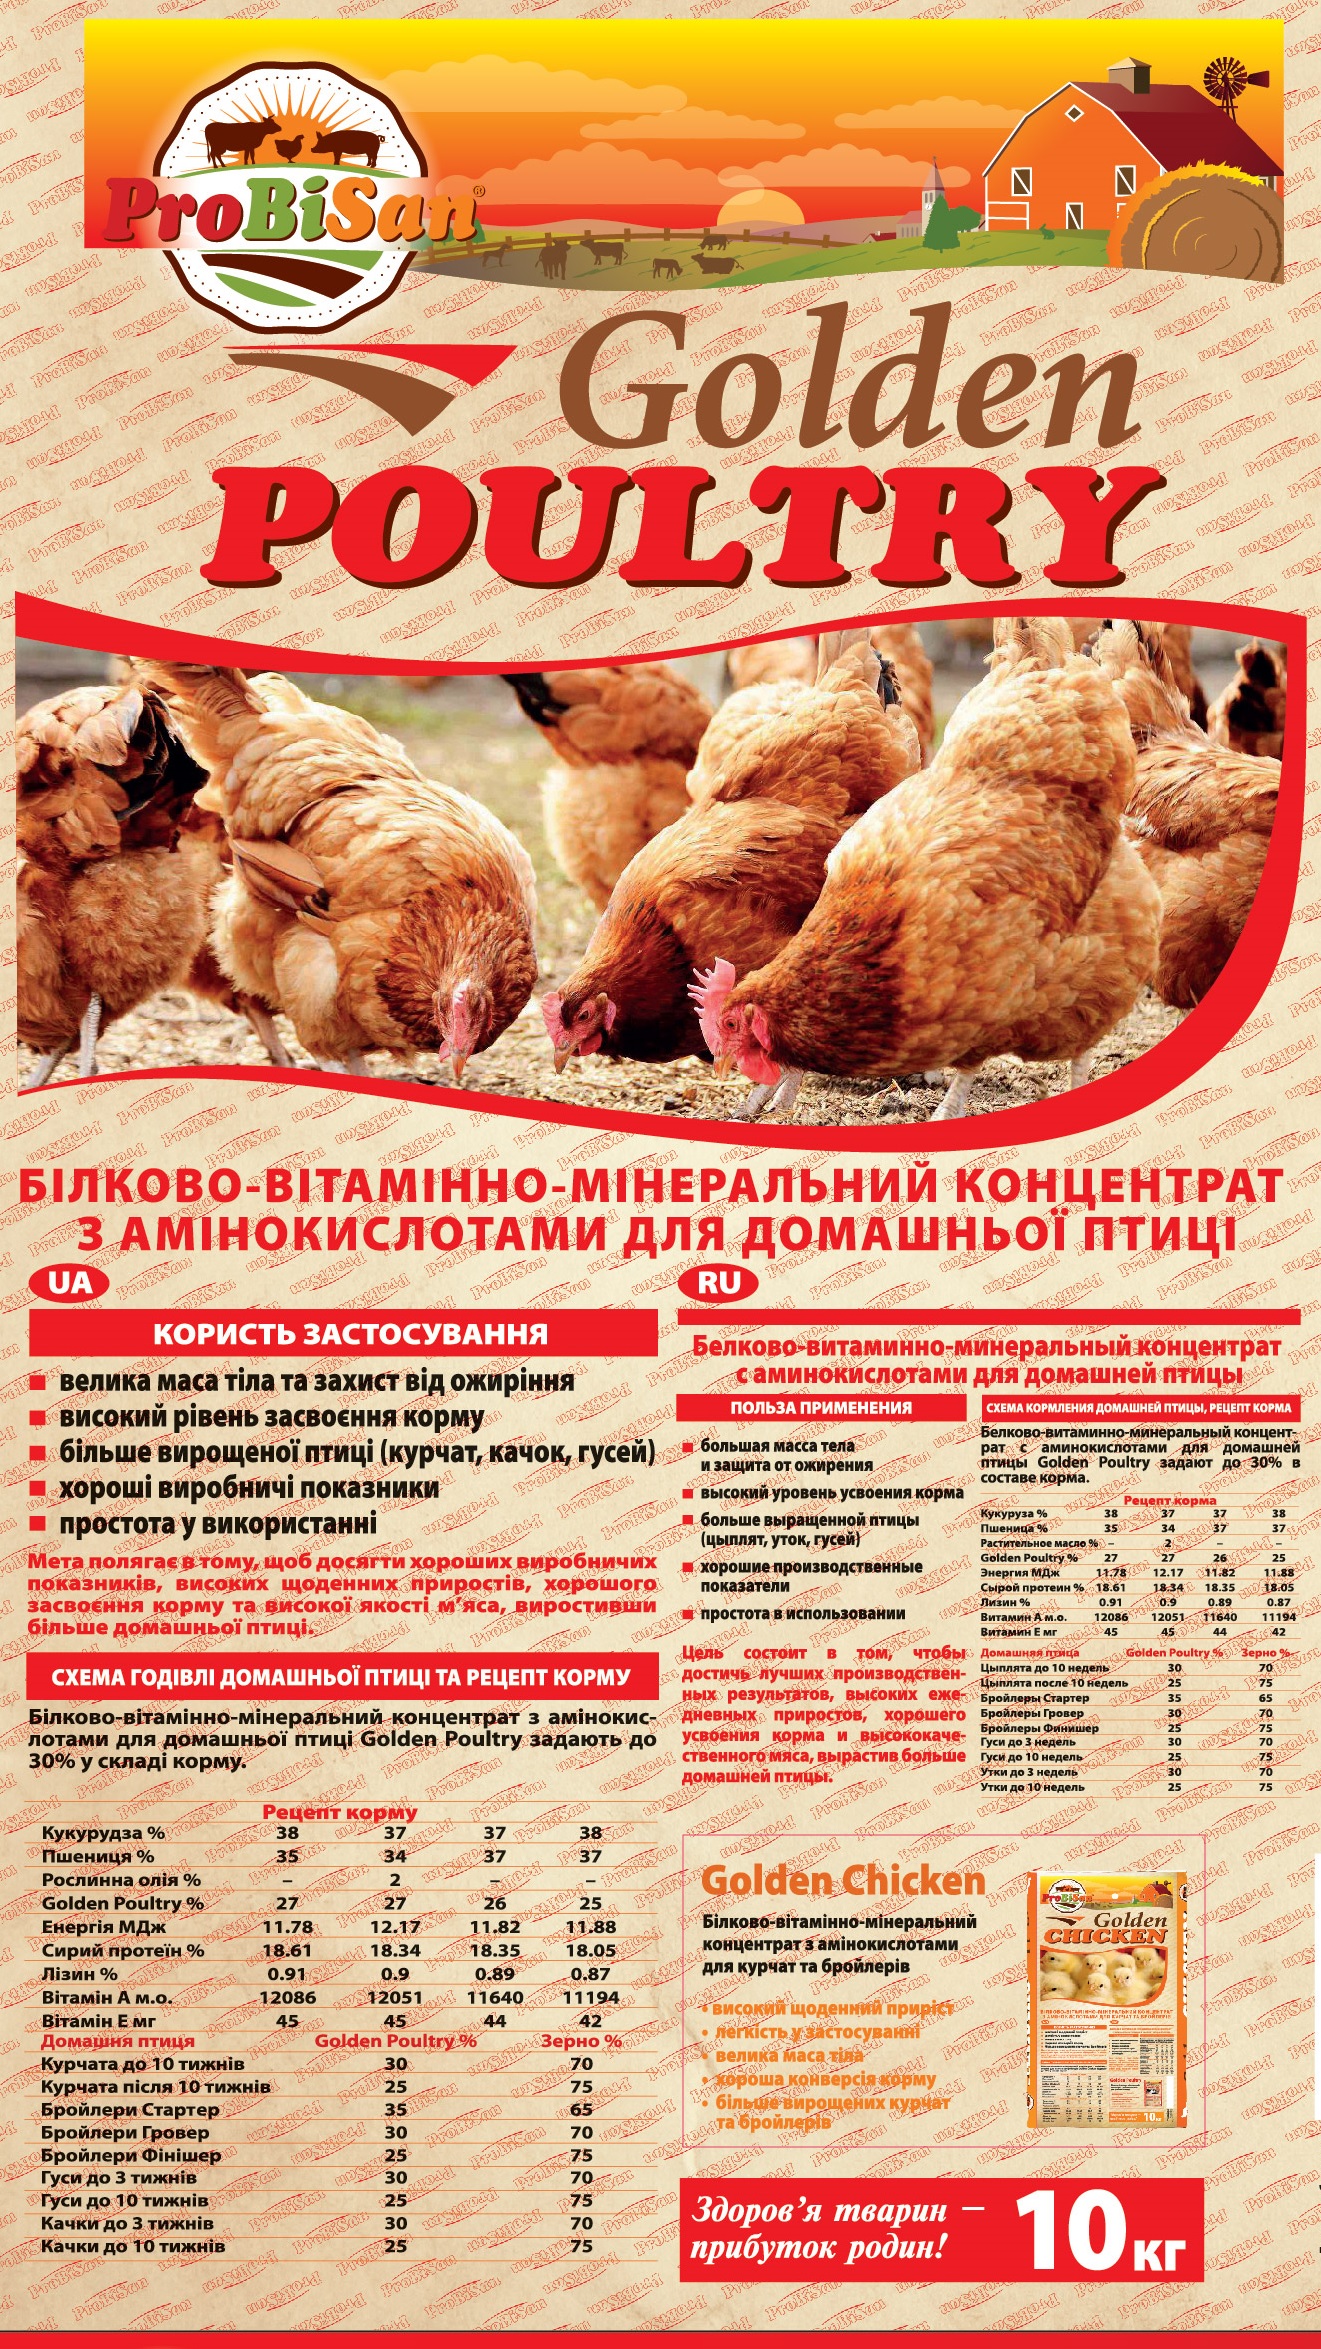 ProBiSan®
Golden
POULTRY
БІЛКОВО-ВІТАМІННО-МІНЕРАЛЬНИЙ КОНЦЕНТРАТ
З АМІНОКИСЛОТАМИ ДЛЯ ДОМАШНЬОЇ ПТИЦІ
UA
КОРИСТЬ ЗАСТОСУВАННЯ
велика маса тіла та захист від ожиріння
високий рівень засвоєння корму
більше вирощеної птиці (курчат, качок, гусей)
хороші виробничі показники
простота у використанні
Мета полягає в тому, щоб досягти хороших виробничих
показників, високих щоденних приростів, хорошого
засвоєння корму та високої якості м'яса, виростивши
більше домашньої птиці.
СХЕМА ГОДІВЛІ ДОМАШНЬОЇ ПТИЦІ ТА РЕЦЕПТ КОРМУ
Білково-вітамінно-мінеральний концентрат з амінокис-
лотами для домашньої птиці Golden Poultry задають до
30% у складі корму.
Рецепт корму
Кукурудза % 38 37 37 38
Пшениця % 35 34 37 37
Рослинна олія % – 2 – –
Golden Poultry % 27 27 26 25
Енергія МДж 11.78 12.17 11.82 11.88
Сирий протеїн % 18.61 18.34 18.35 18.05
Лізин % 0.91 0.9 0.89 0.87
Вітамін А м.о. 12086 12051 11640 11194
Вітамін Е мг 45 45 44 42
Домашня птиця Golden Poultry % Зерно %
Курчата до 10 тижнів 30 70
Курчата після 10 тижнів 25 75
Бройлери Стартер 35 65
Бройлери Гровер 30 70
Бройлери Фінішер 25 75
Гуси до 3 тижнів 30 70
Гуси до 10 тижнів 25 75
Качки до 3 тижнів 30 70
Качки до 10 тижнів 25 75
RU
Белково-витаминно-минеральный концентрат
с аминокислотами для домашней птицы
ПОЛЬЗА ПРИМЕНЕНИЯ
большая масса тела
и защита от ожирения
высокий уровень усвоения корма
больше выращенной птицы
(цыплят, уток, гусей)
хорошие производственные
показатели
простота в использовании
Цель состоит в том, чтобы
достичь лучших производствен-
ных результатов, высоких еже-
дневных приростов, хорошего
усвоения корма и высококаче-
ственного мяса, вырастив больше
домашней птицы.
СХЕМА КОРМЛЕНИЯ ДОМАШНЕЙ ПТИЦЫ, РЕЦЕПТ КОРМА
Белково-витаминно-минеральный концент-
рат с аминокислотами для домашней
птицы Golden Poultry задают до 30% в
составе корма.
Рецепт корма
Кукуруза % 38 37 37 38
Пшеница % 35 34 37 37
Растительное масло % – 2 – –
Golden Poultry % 27 27 26 25
Энергия МДж 11.78 12.17 11.82 11.88
Сырой протеин % 18.61 18.34 18.35 18.05
Лизин % 0.91 0.9 0.89 0.87
Витамин А м.о. 12086 12051 11640 11194
Витамин Е мг 45 45 44 42
Домашняя птица Golden Poultry % Зерно %
Цыплята до 10 недель 30 70
Цыплята после 10 недель 25 75
Бройлеры Стартер 35 65
Бройлеры Гровер 30 70
Бройлеры Финишер 25 75
Гуси до 3 недель 30 70
Гуси до 10 недель 25 75
Утки до 3 недель 30 70
Утки до 10 недель 25 75
Golden Chicken
Білково-вітамінно-мінеральний
концентрат з амінокислотами
для курчат та бройлерів
• високий щоденний приріст
• легкість у застосуванні
• велика маса тіла
• хороша конверсія корму
• більше вирощених курчат
та бройлерів
ProBiSan
Golden
CHICKEN
10кг
Здоров'я тварин –
прибуток родин!
10 кг